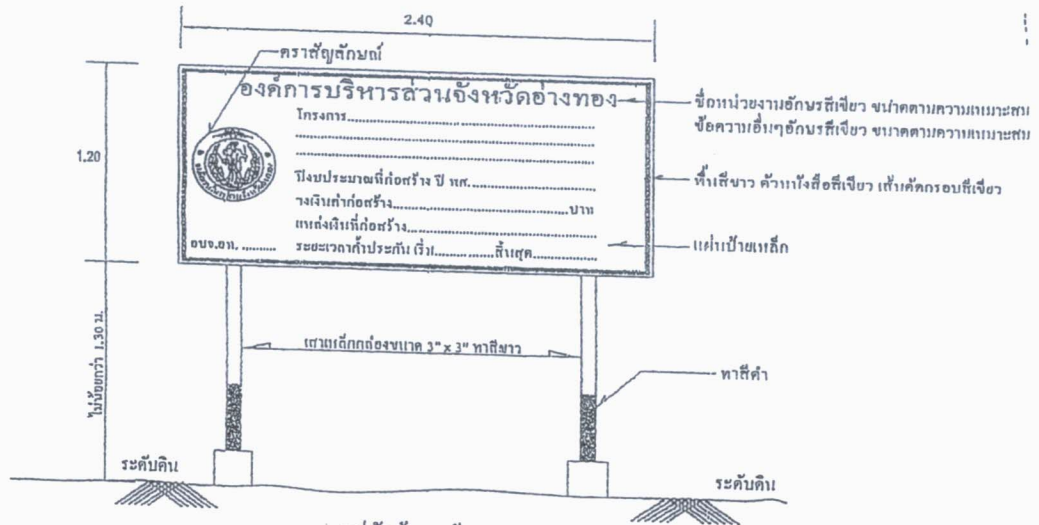 2.40
ตราสัญลักษณ์
องค์การบริหารส่วนจังหวัดอ่างทอง
ชื่อหน่วยงานอักษรสีเขียว ขนาดตามความเหมาะสม
ข้อความอื่นๆอักษรสีเขียว ขนาดตามความเหมาะสม
โครงการ
1.20
ปีงบประมาณที่ก่อสร้าง ปี พศ.
พื้นสีขาว ตัวหนังสือสีเขียว เส้นตัดกรอบสีเขียว
วงเงินค่าก่อสร้าง บาท
แหล่งเงินที่ก่อสร้าง
แผ่นป้ายเหล็ก
อบจ.อท. ระยะเวลาค้ำประกัน เริ่ม สิ้นสุด
ไม่น้อยกว่า 1.30 ม.
เสาเหล็กกล่องขนาด 3" x 3" ทาสีขาว
ทาสีดำ
ระดับดิน
ระดับดิน